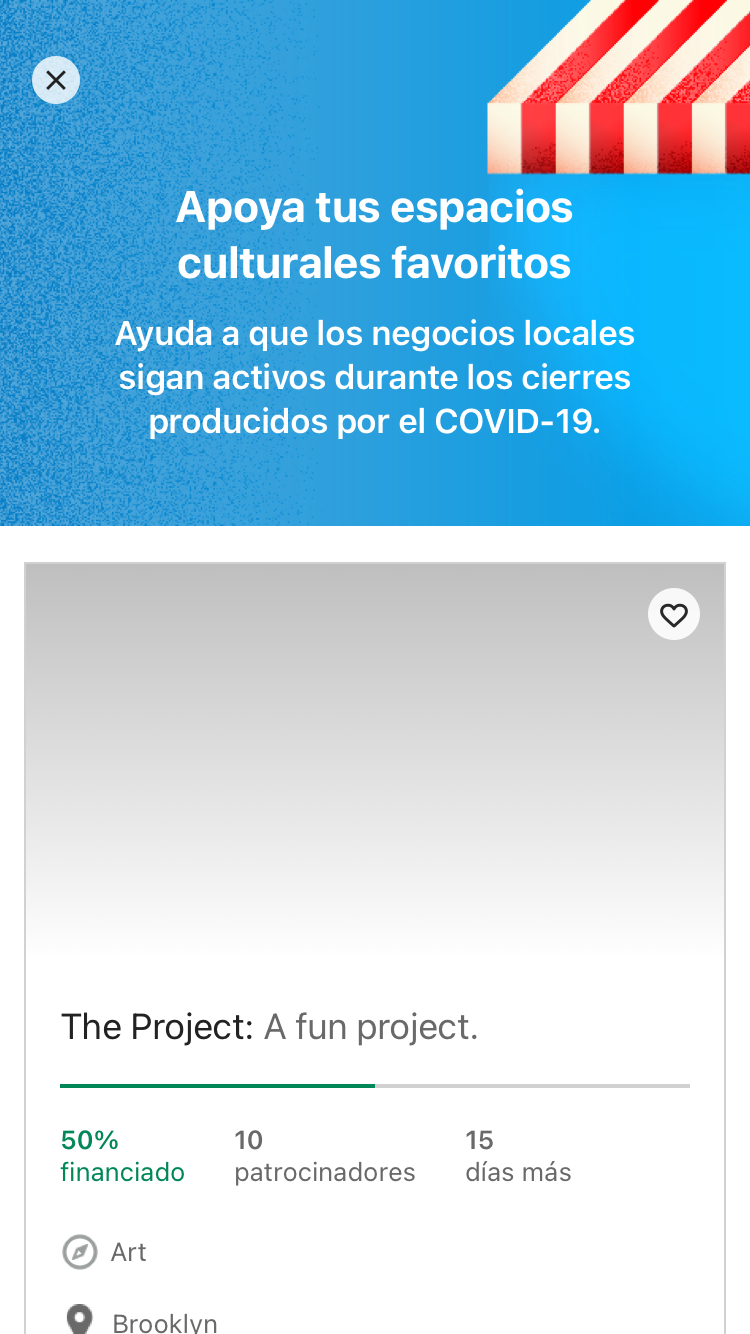 Apoya tus espacios
culturales favoritos
Ayuda a que los negocios locales
sigan activos durante los cierres
producidos por el COVID-19.
The Project: A fun project.
50%
financiado
10
patrocinadores
15
días más
Art
Brooklyn